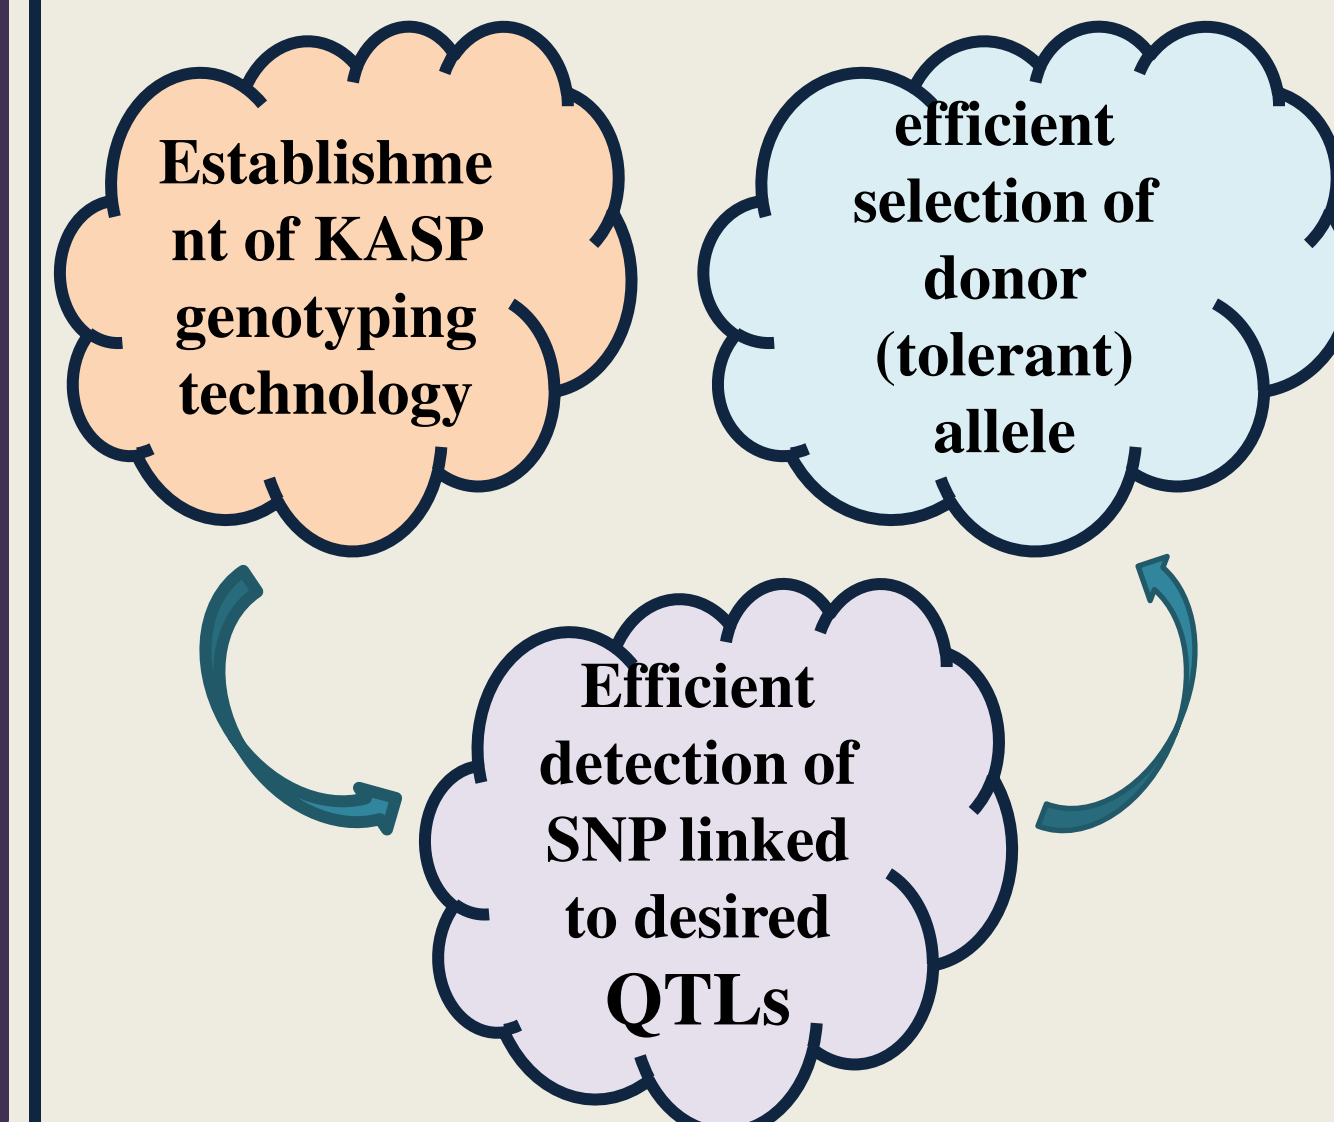 Establishme
nt of KASP
genotyping
technology
efficient
selection of
donor
(tolerant)
allele
Efficient
detection of
SNP linked
to desired
QTLs